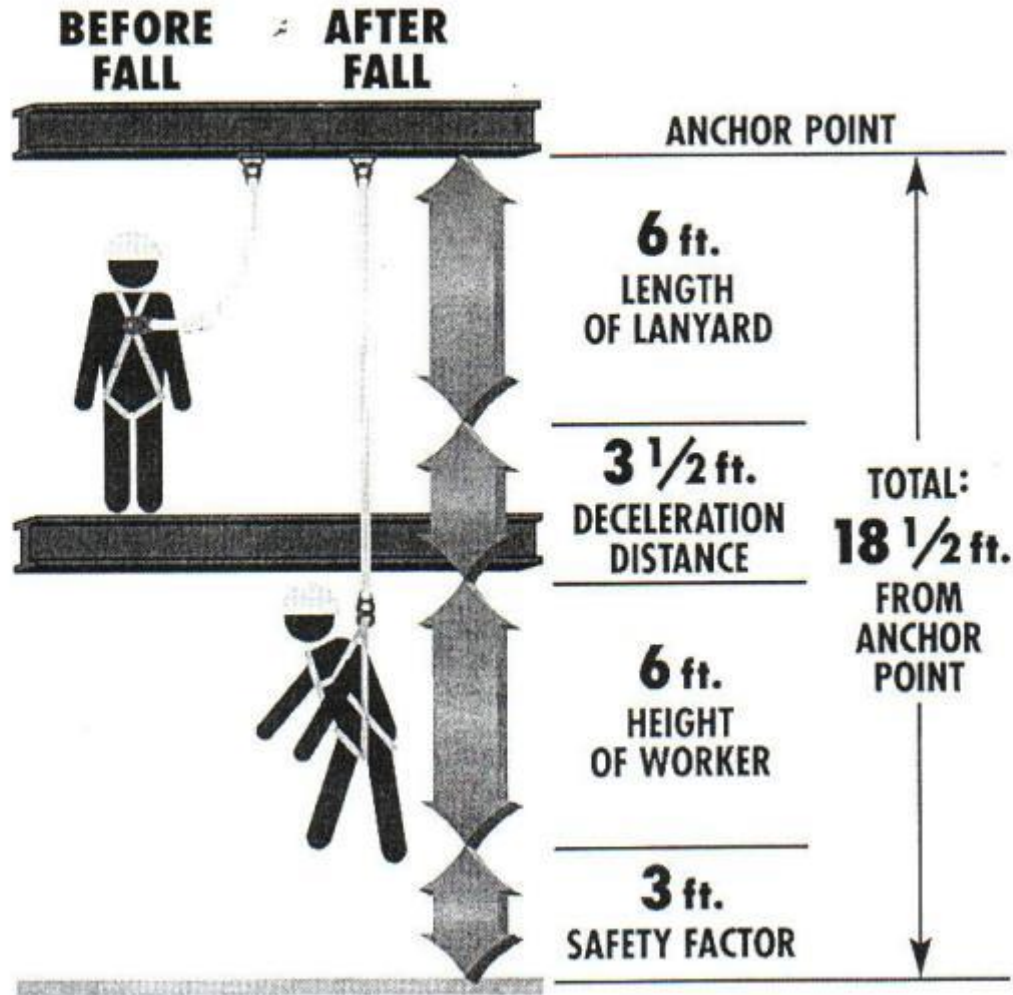 BEFORE
FALL
AFTER
FALL
ANCHOR POINT
6 ft.
LENGTH
OF LANYARD
3 1/2 ft.
DECELERATION
DISTANCE
6 ft.
HEIGHT
OF WORKER
3 ft.
SAFETY FACTOR
TOTAL:
18 1/2 ft.
FROM
ANCHOR
POINT